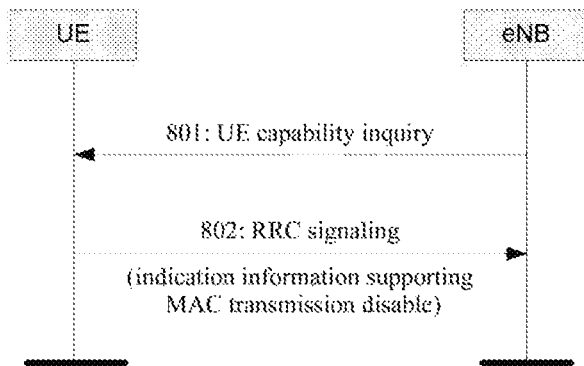 UE
eNB
801: UE capability inquiry
802: RRC signaling
(indication information supporting
MAC transmission disable)